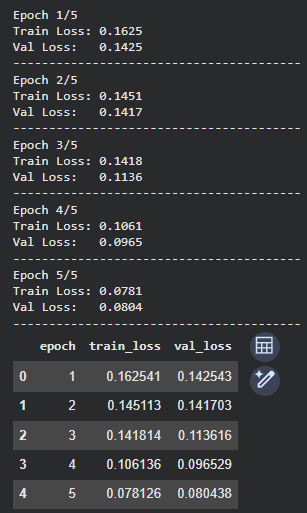 Epoch 1/5
Train Loss: 0.1625
Val Loss:   0.1425
----------------------------------------
Epoch 2/5
Train Loss: 0.1451
Val Loss:   0.1417
----------------------------------------
Epoch 3/5
Train Loss: 0.1418
Val Loss:   0.1136
----------------------------------------
Epoch 4/5
Train Loss: 0.1061
Val Loss:   0.0965
----------------------------------------
Epoch 5/5
Train Loss: 0.0781
Val Loss:   0.0804
----------------------------------------
epoch train_loss val_loss
0 1 0.162541 0.142543
1 2 0.145113 0.141703
2 3 0.141814 0.113616
3 4 0.106136 0.096529
4 5 0.078126 0.080438